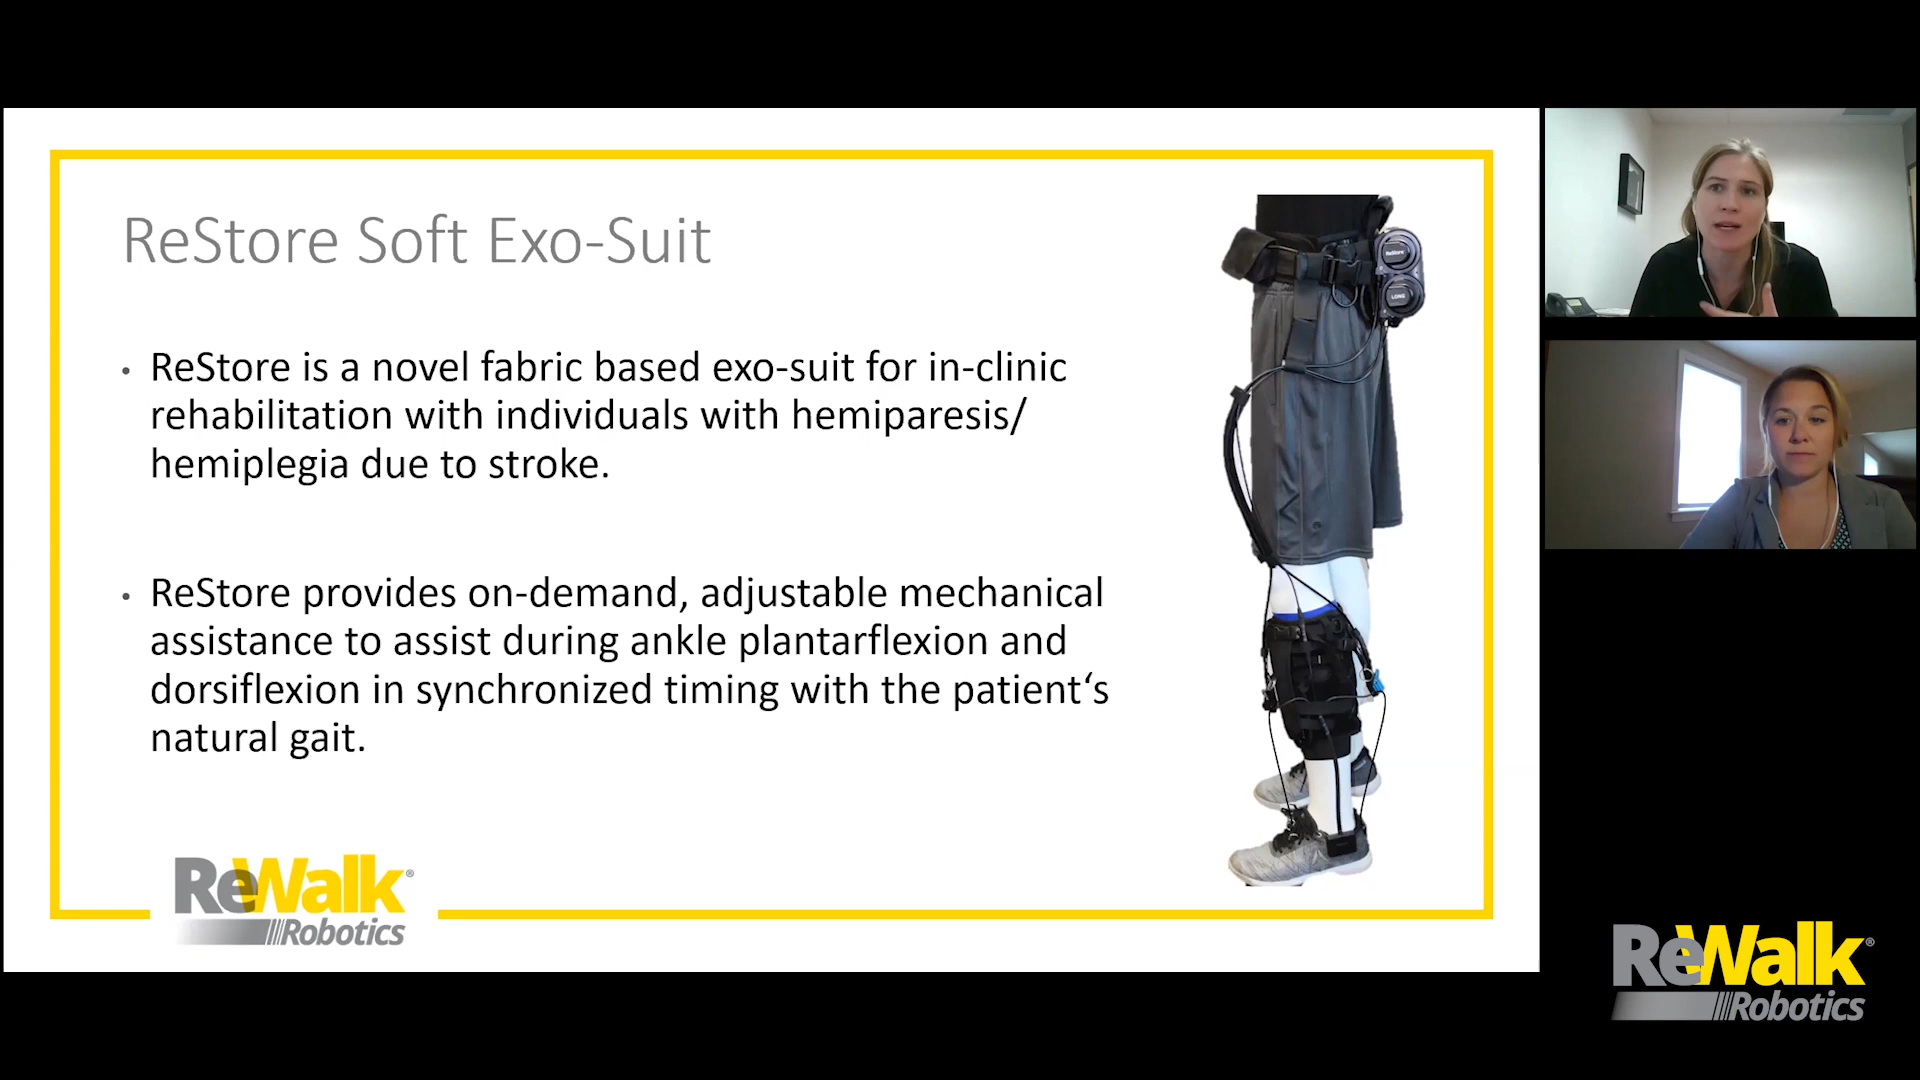 ReStore Soft Exo-Suit
• ReStore is a novel fabric based exo-suit for in-clinic
rehabilitation with individuals with hemiparesis/
hemiplegia due to stroke.
• ReStore provides on-demand, adjustable mechanical
assistance to assist during ankle plantarflexion and
dorsiflexion in synchronized timing with the patient‘s
natural gait.
ReStore
LONG
ReWalk®
Robotics
ReWalk®
Robotics